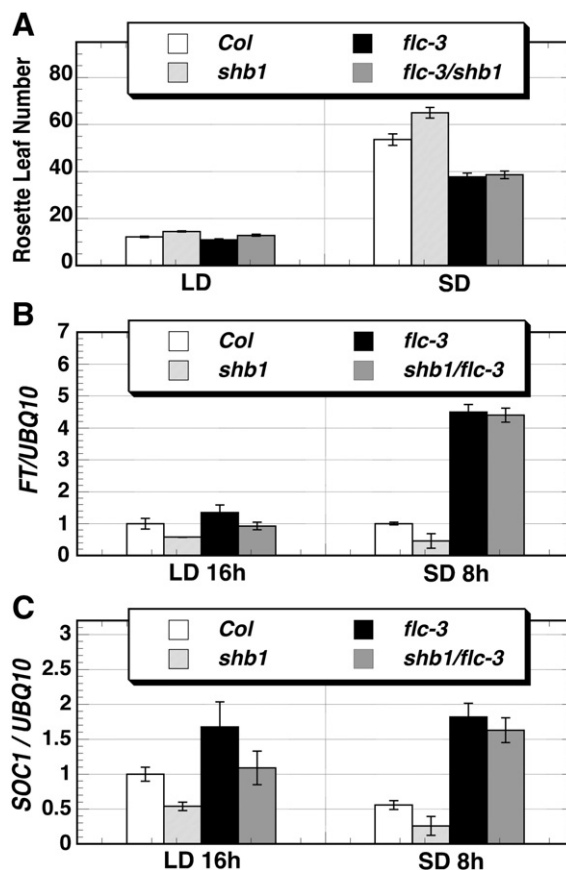 A
Col flc-3
shb1 flc-3/shb1
Rosette Leaf Number
80
60
40
20
0
LD SD
B
Col flc-3
shb1 shb1/flc-3
FT/UBQ10
7
6
5
4
3
2
1
0
LD 16h SD 8h
C
Col flc-3
shb1 shb1/flc-3
SOC1 / UBQ10
3
2.5
2
1.5
1
0.5
0
LD 16h SD 8h